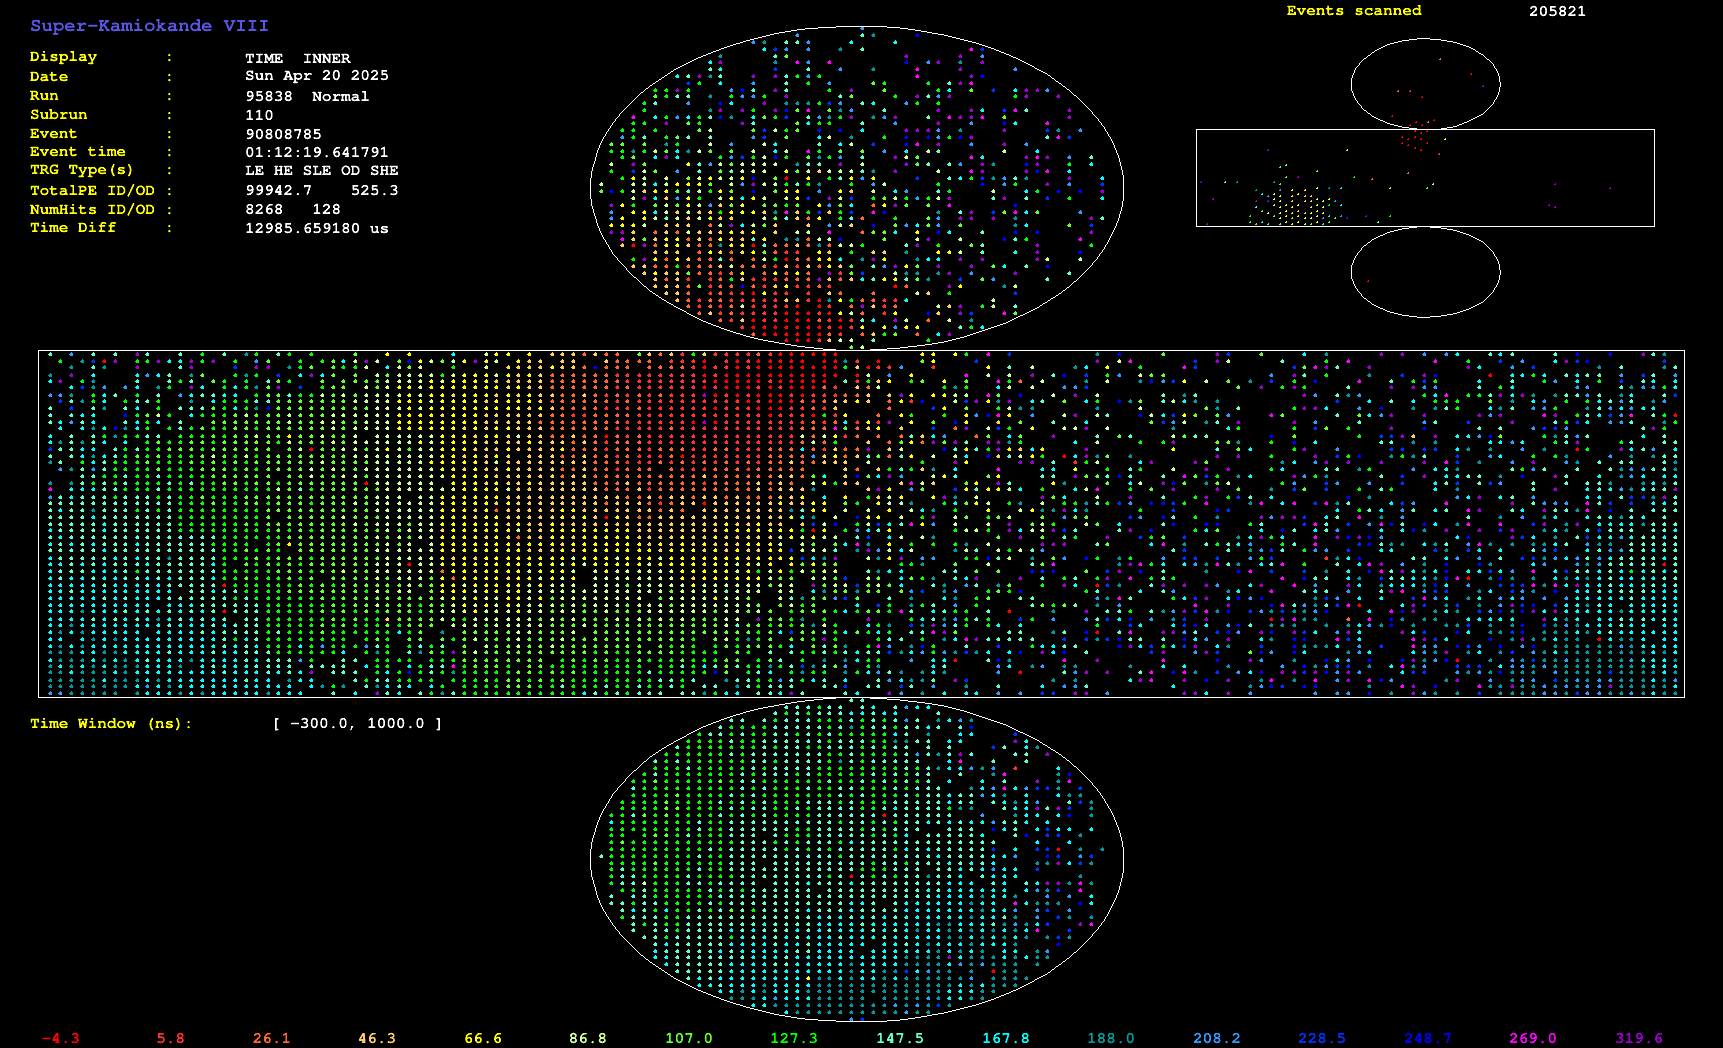 Super-Kamiokande VIII
Events scanned 205821
Display : TIME INNER
Date : Sun Apr 20 2025
Run : 95838 Normal
Subrun : 110
Event : 90808785
Event time : 01:12:19.641791
TRG Type(s) : LE HE SLE OD SHE
TotalPE ID/OD : 99942.7 525.3
NumHits ID/OD : 8268 128
Time Diff : 12985.659180 us
Time Window (ns): [ -300.0, 1000.0 ]
-4.3 5.8 26.1 46.3 66.6 86.8 107.0 127.3 147.5 167.8 188.0 208.2 228.5 248.7 269.0 319.6